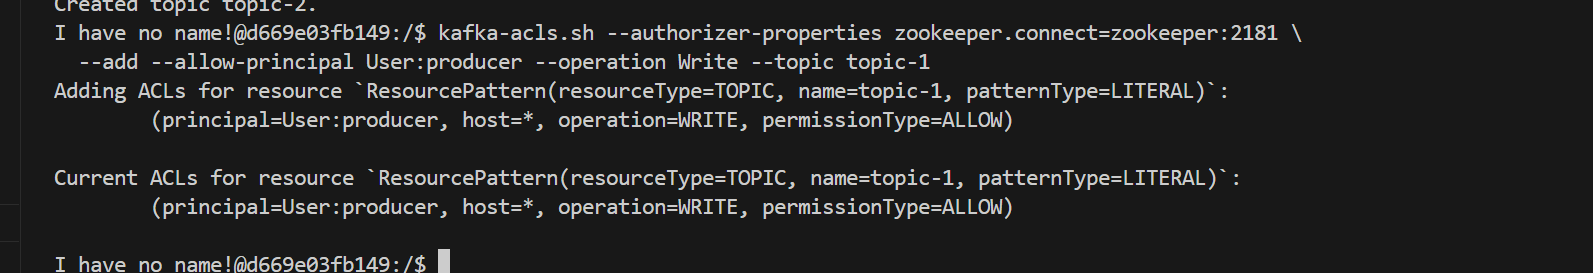 Created topic topic-2.
I have no name!@d669e03fb149:/$ kafka-acls.sh --authorizer-properties zookeeper.connect=zookeeper:2181 \
  --add --allow-principal User:producer --operation Write --topic topic-1
Adding ACLs for resource `ResourcePattern(resourceType=TOPIC, name=topic-1, patternType=LITERAL)`:
        (principal=User:producer, host=*, operation=WRITE, permissionType=ALLOW)

Current ACLs for resource `ResourcePattern(resourceType=TOPIC, name=topic-1, patternType=LITERAL)`:
        (principal=User:producer, host=*, operation=WRITE, permissionType=ALLOW)

I have no name!@d669e03fb149:/$